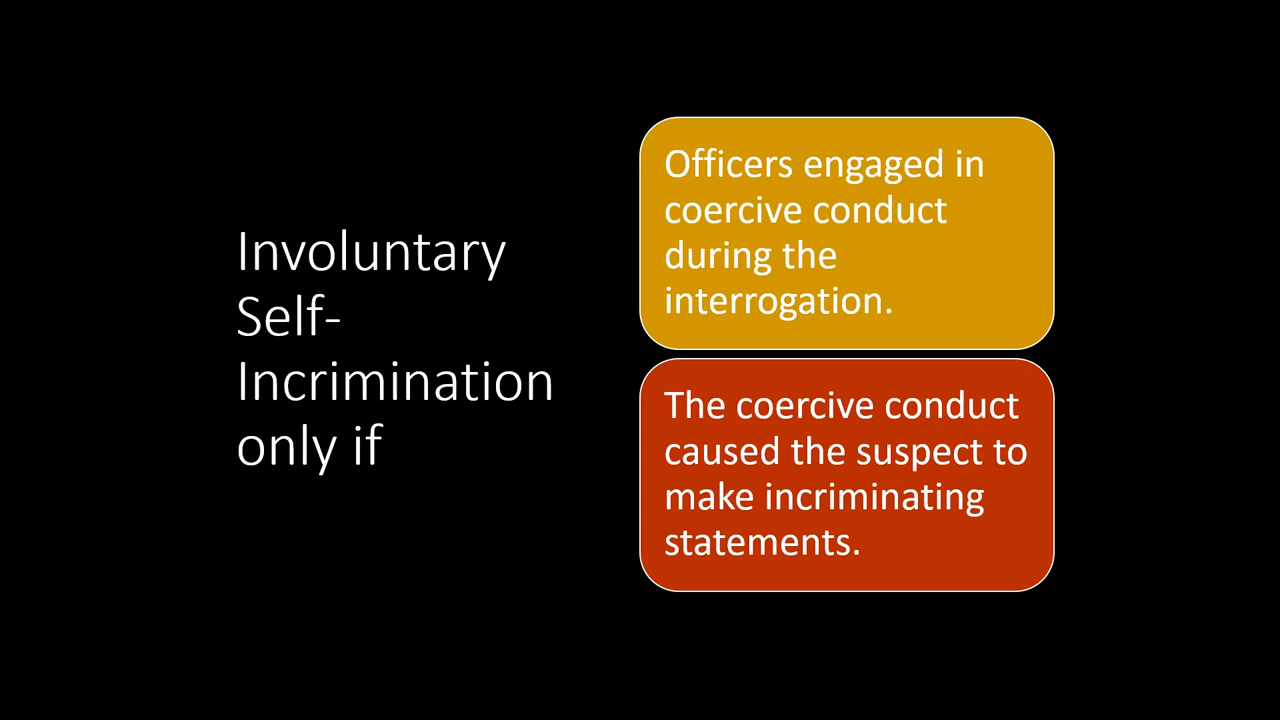 Involuntary
Self-
Incrimination
only if
Officers engaged in
coercive conduct
during the
interrogation.
The coercive conduct
caused the suspect to
make incriminating
statements.